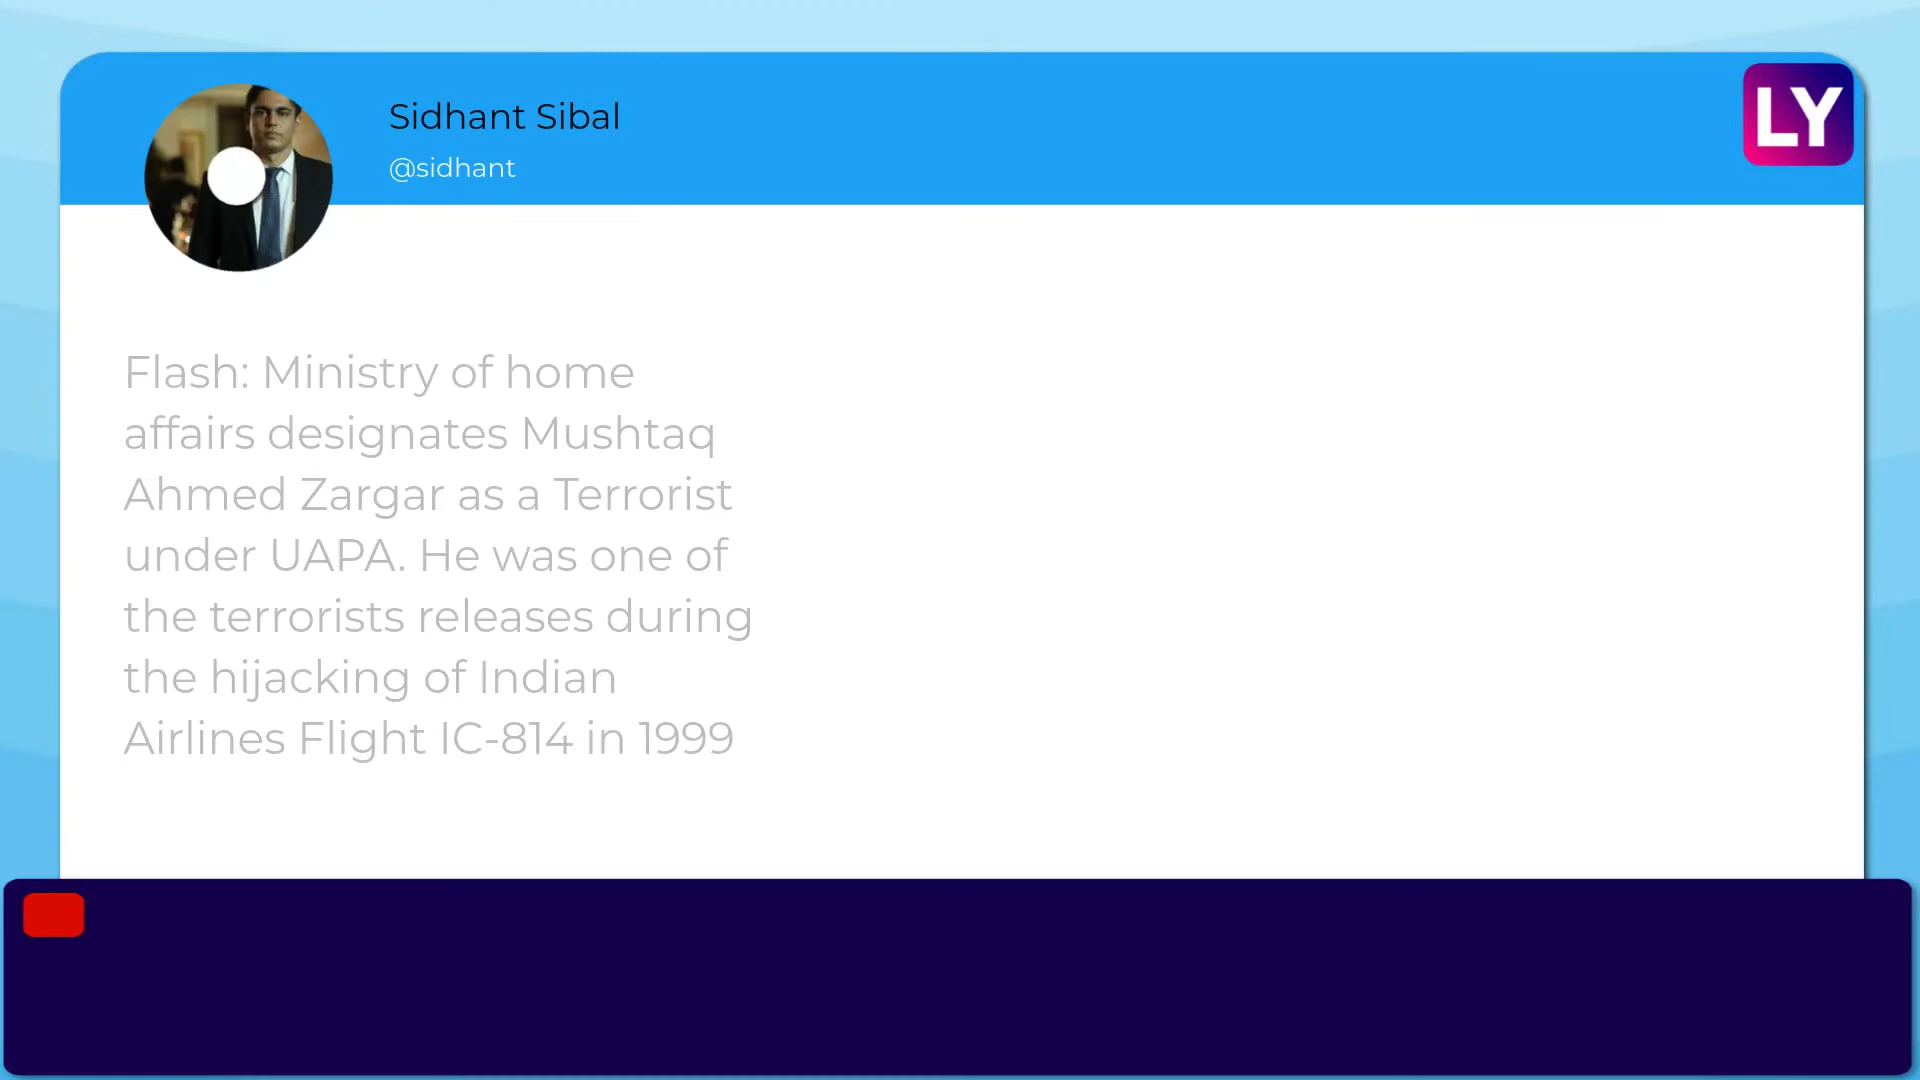 Sidhant Sibal
@sidhant
LY
Flash: Ministry of home
affairs designates Mushtaq
Ahmed Zargar as a Terrorist
under UAPA. He was one of
the terrorists releases during
the hijacking of Indian
Airlines Flight IC-814 in 1999